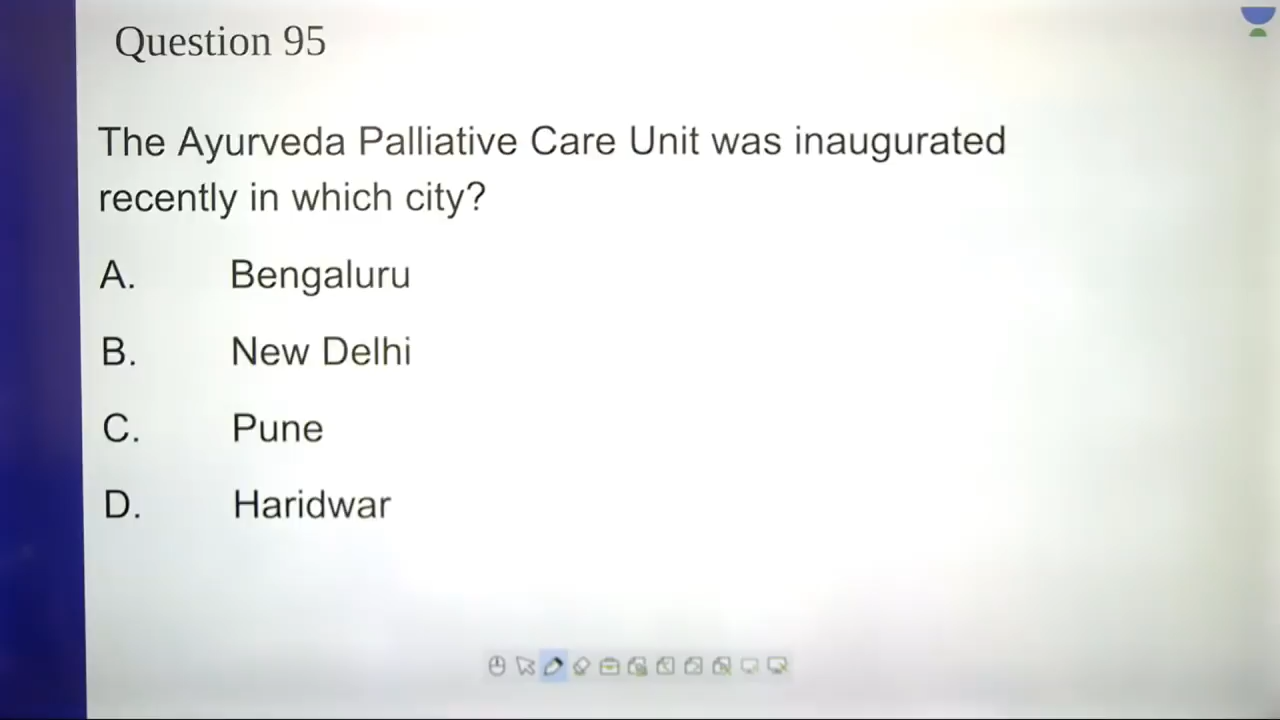 Question 95
The Ayurveda Palliative Care Unit was inaugurated
recently in which city?
A. Bengaluru
B. New Delhi
C. Pune
D. Haridwar